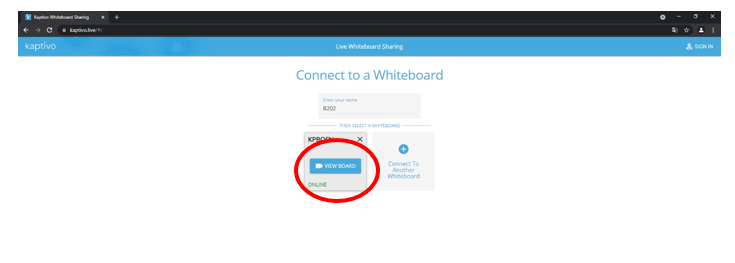 Kaptivo Whiteboard Sharing
kaptivo.live/#/
kaptivo
Live Whiteboard Sharing
SIGN IN
Connect to a Whiteboard
Enter your name
B202
THEN SELECT A WHITEBOARD
VIEW BOARD
ONLINE
Connect To
Another
Whiteboard